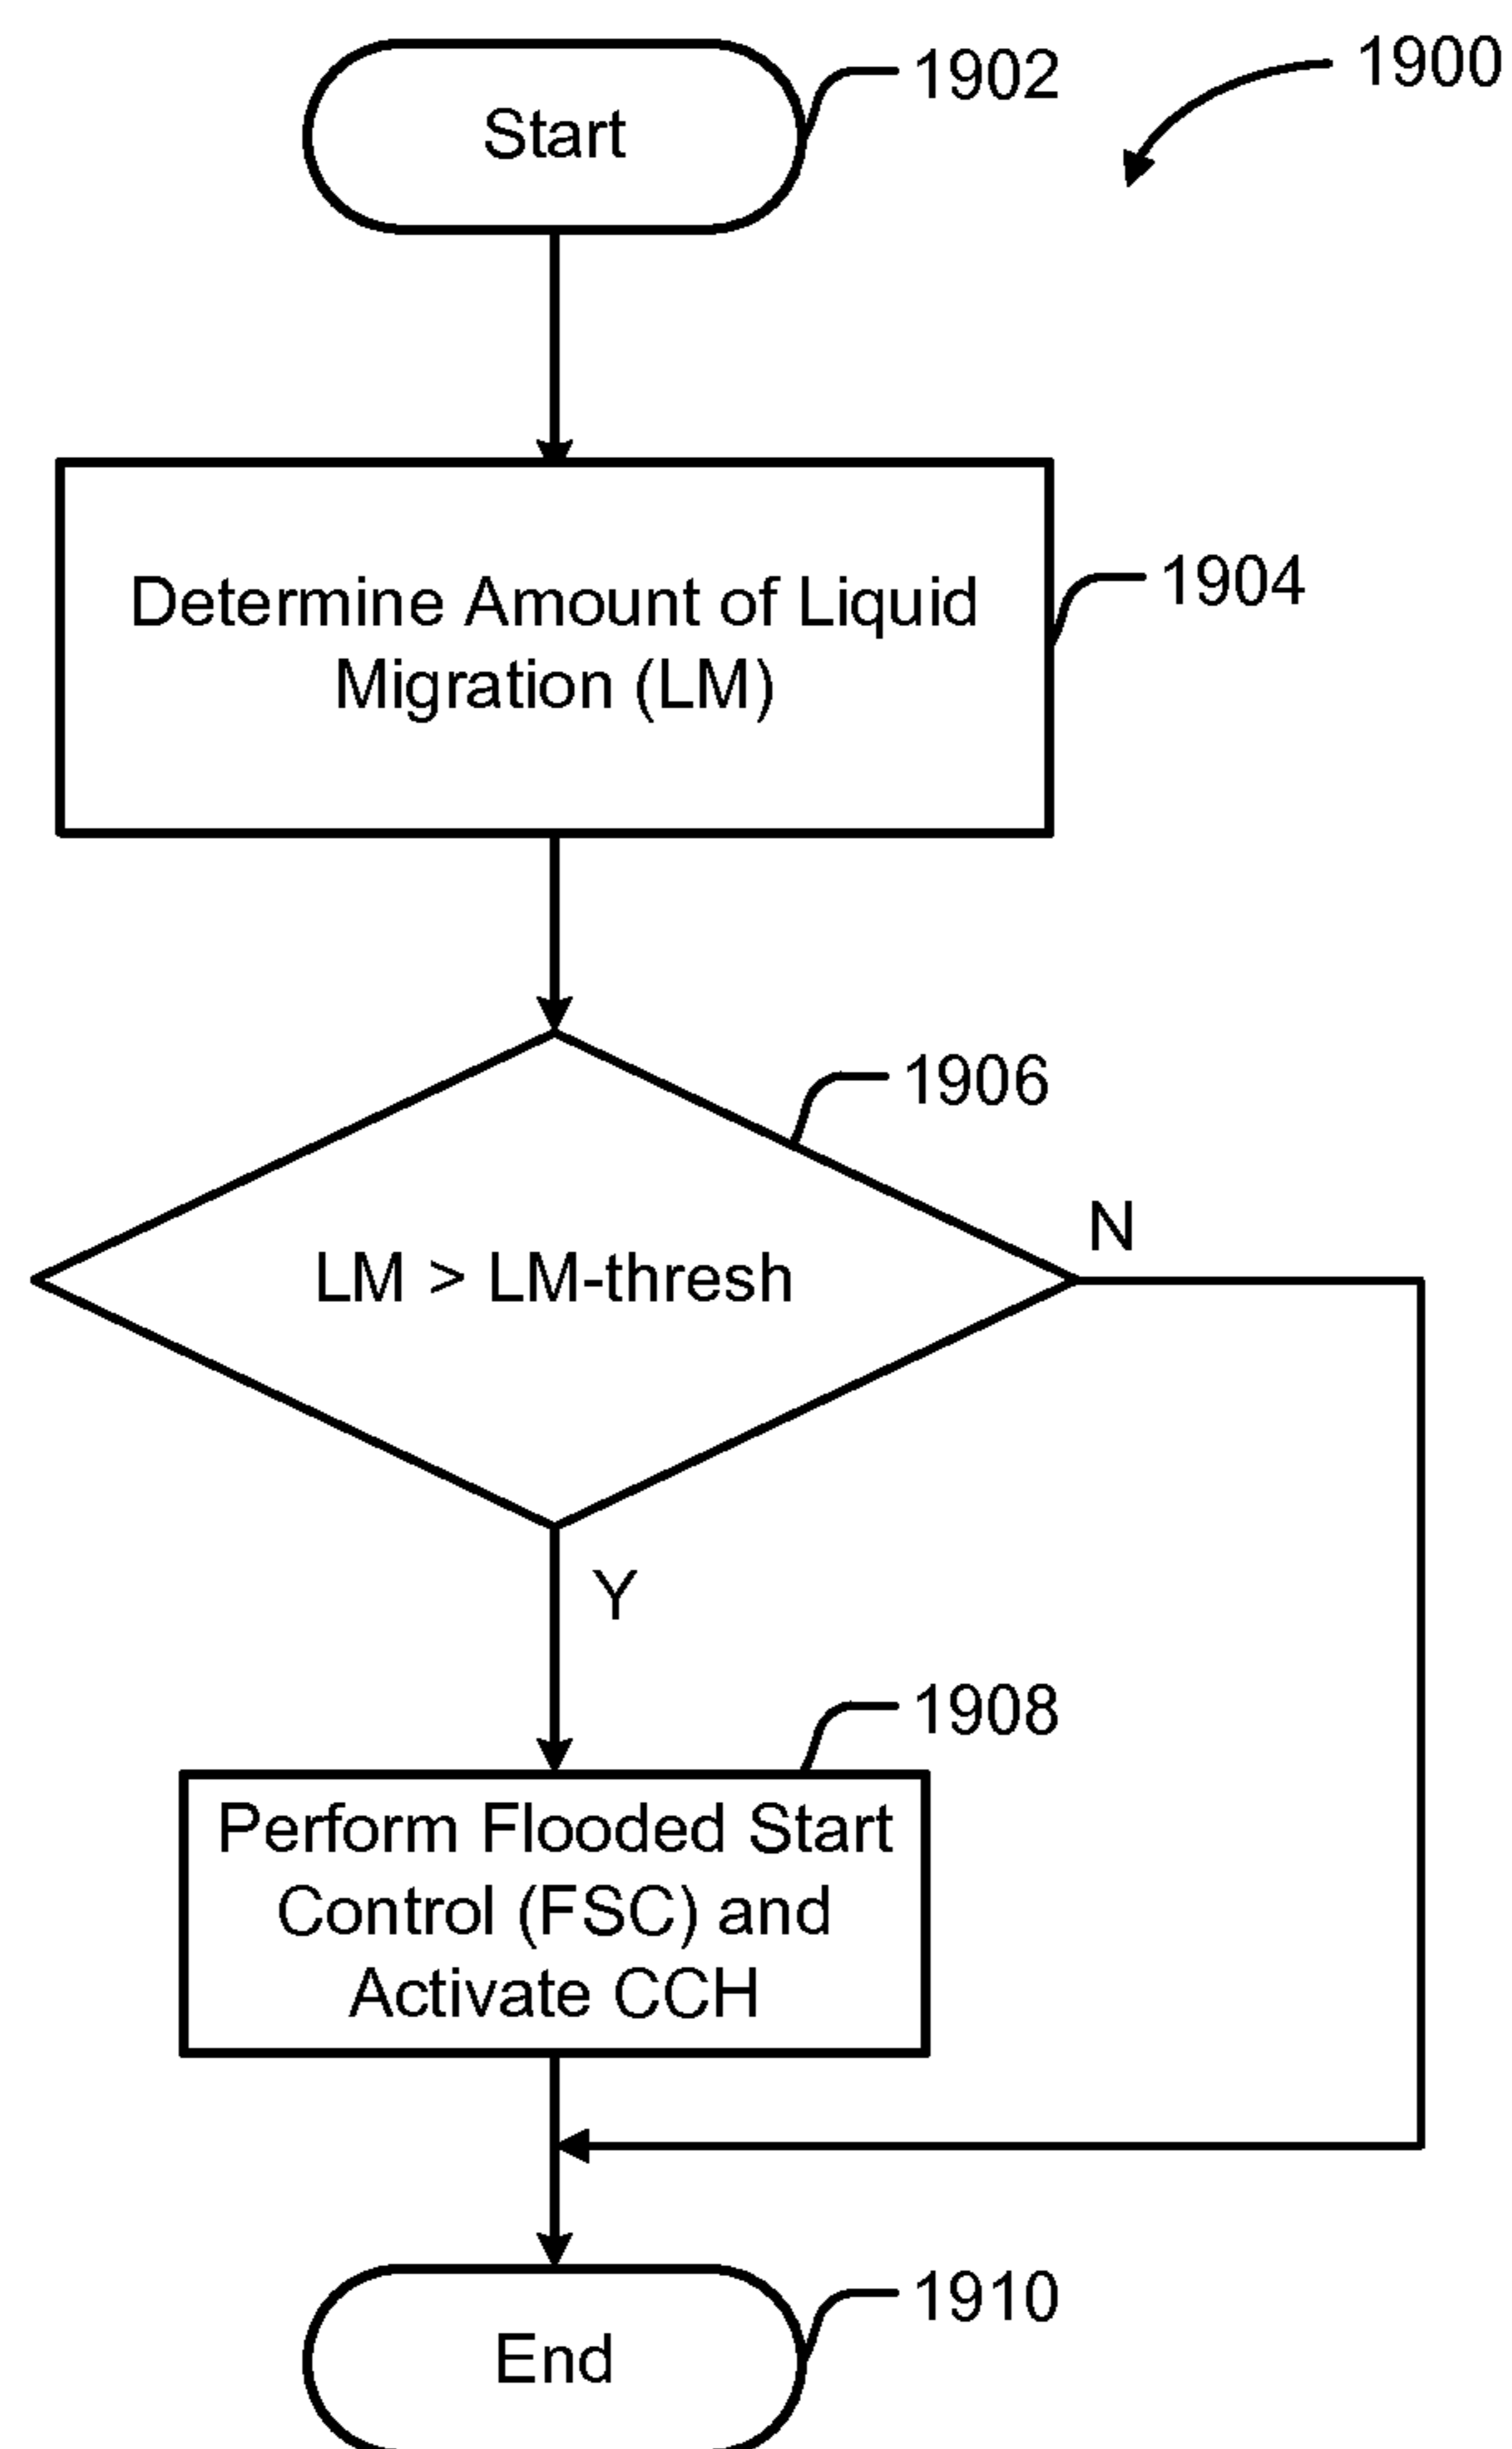 1900
1902
Start
1904
Determine Amount of Liquid
Migration (LM)
1906
N
LM > LM-thresh
Y
1908
Perform Flooded Start
Control (FSC) and
Activate CCH
1910
End